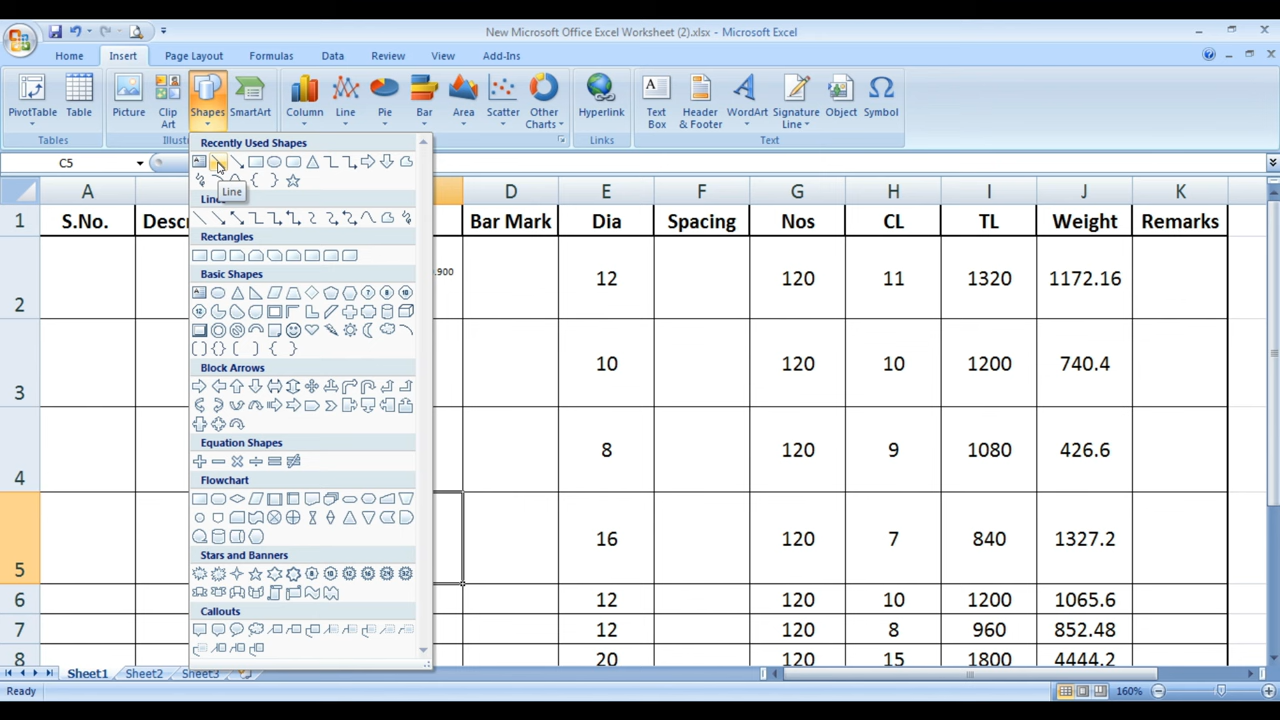 New Microsoft Office Excel Worksheet (2).xlsx - Microsoft Excel
Home Insert Page Layout Formulas Data Review View Add-Ins
PivotTable Table Picture Clip Art Shapes SmartArt Column Line Pie Bar Area Scatter Other Charts Hyperlink Text Box Header & Footer WordArt Signature Line Object Symbol
Tables Illust Links Text
C5
Recently Used Shapes
Line
Lines
Rectangles
Basic Shapes
Block Arrows
Equation Shapes
Flowchart
Stars and Banners
Callouts
A D E F G H I J K
1 S.No. Descr Bar Mark Dia Spacing Nos CL TL Weight Remarks
2 .900 12 120 11 1320 1172.16
3 10 120 10 1200 740.4
4 8 120 9 1080 426.6
5 16 120 7 840 1327.2
6 12 120 10 1200 1065.6
7 12 120 8 960 852.48
8 20 120 15 1800 4444.2
Sheet1 Sheet2 Sheet3
Ready 160%